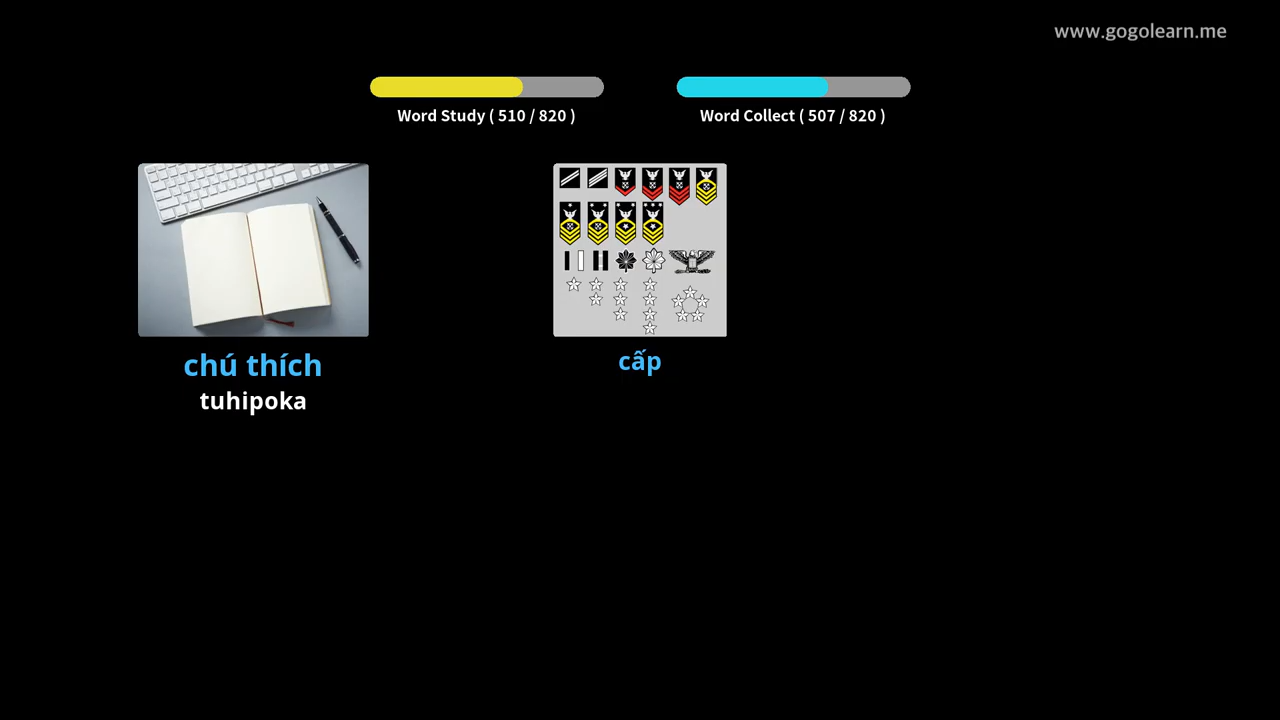 www.gogolearn.me
Word Study ( 510 / 820 )
Word Collect ( 507 / 820 )
chú thích
tuhipoka
cấp